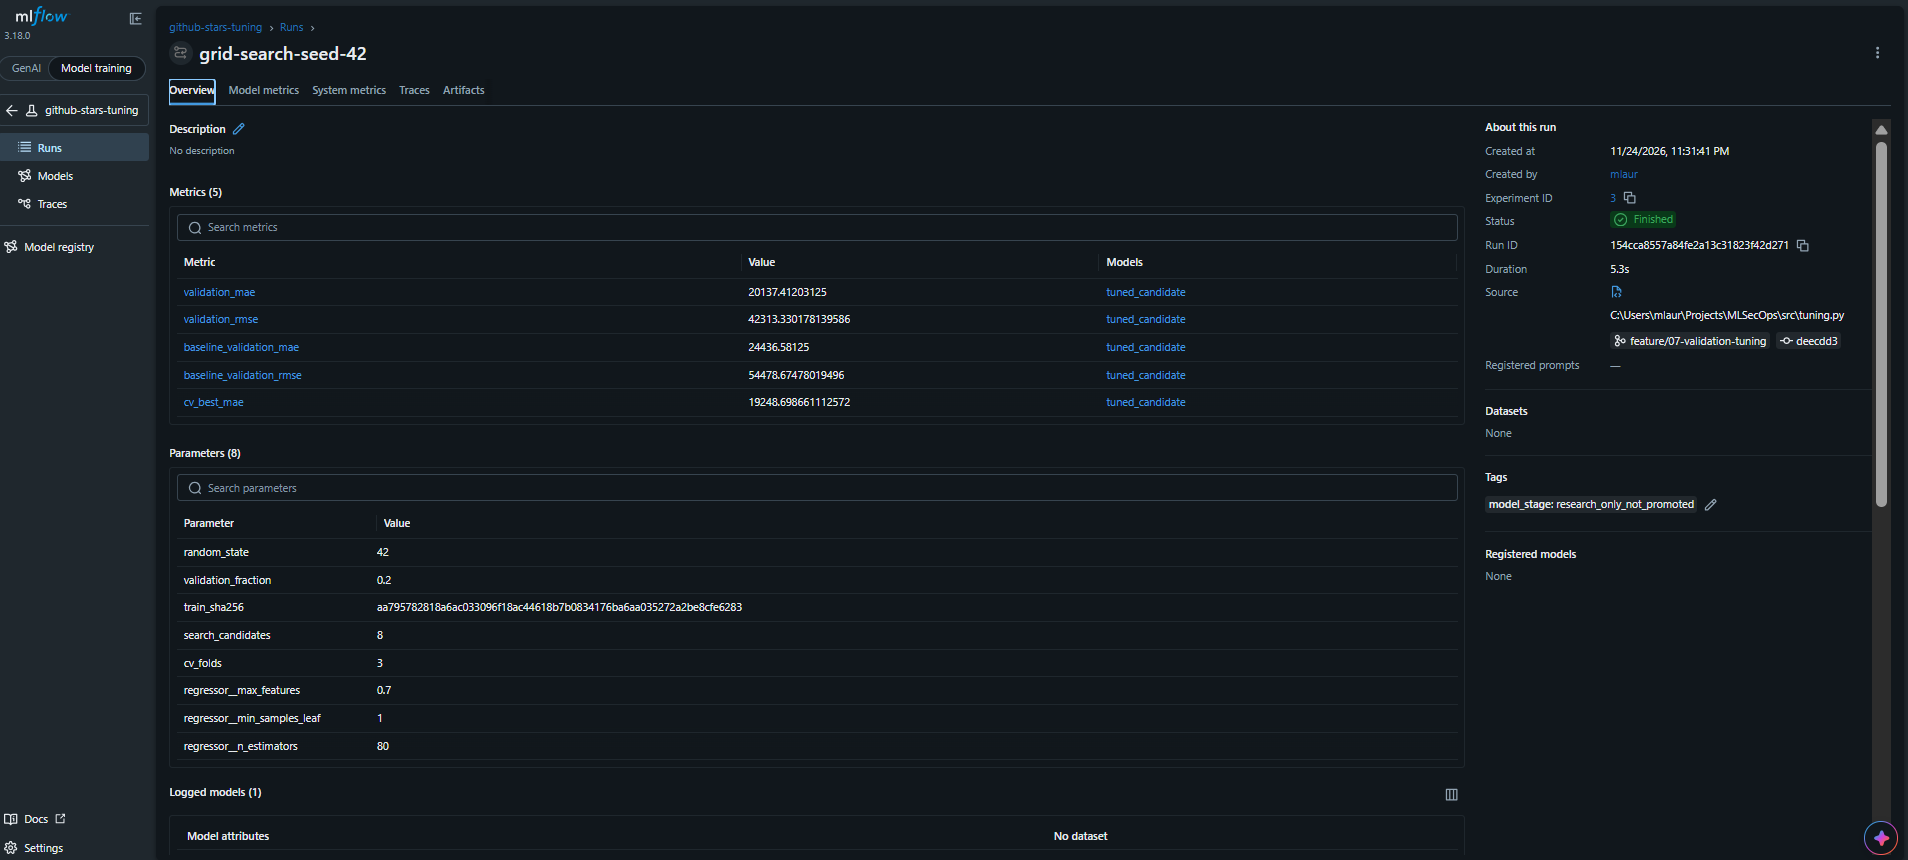 mlflow
3.18.0
GenAI Model training
github-stars-tuning
Runs
Models
Traces
Model registry
Docs
Settings
github-stars-tuning › Runs ›
grid-search-seed-42
Overview Model metrics System metrics Traces Artifacts
Description
No description
Metrics (5)
Search metrics
Metric Value Models
validation_mae 20137.41203125 tuned_candidate
validation_rmse 42313.330178139586 tuned_candidate
baseline_validation_mae 24436.58125 tuned_candidate
baseline_validation_rmse 54478.67478019496 tuned_candidate
cv_best_mae 19248.698661112572 tuned_candidate
Parameters (8)
Search parameters
Parameter Value
random_state 42
validation_fraction 0.2
train_sha256 aa795782818a6ac033096f18ac44618b7b0834176ba6aa035272a2be8cfe6283
search_candidates 8
cv_folds 3
regressor__max_features 0.7
regressor__min_samples_leaf 1
regressor__n_estimators 80
Logged models (1)
Model attributes No dataset
About this run
Created at 11/24/2026, 11:31:41 PM
Created by mlaur
Experiment ID 3
Status Finished
Run ID 154cca8557a84fe2a13c31823f42d271
Duration 5.3s
Source
C:\Users\mlaur\Projects\MLSecOps\src\tuning.py
feature/07-validation-tuning deecdd3
Registered prompts —
Datasets
None
Tags
model_stage: research_only_not_promoted
Registered models
None